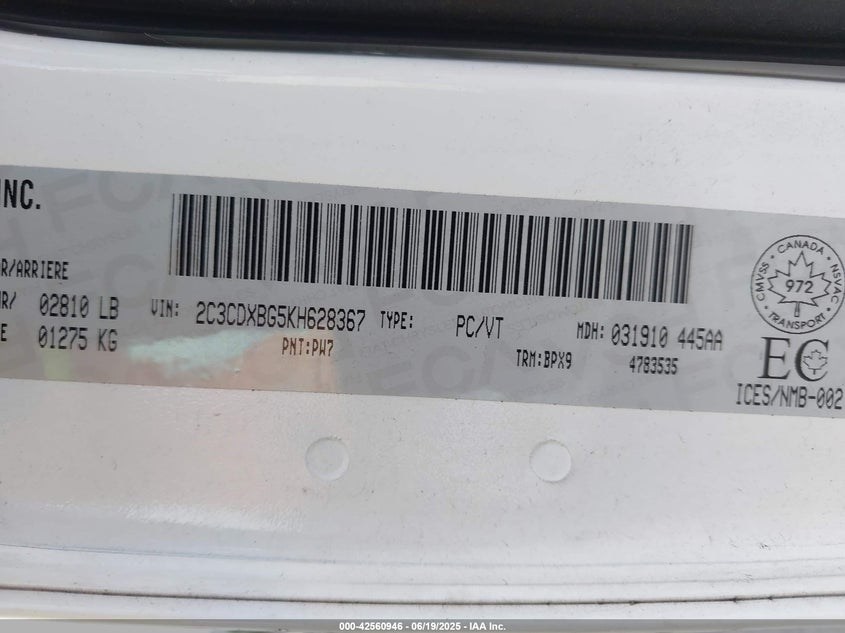 INC.
R/ARRIERE
02810 LB
01275 KG
VIN: 2C3CDXBG5KH628367 TYPE: PC/VT MDH: 031910 445AA
PNT:PW7 TRM:BPX9 4783535
CANADA
CMVSS 972 NSVAC
TRANSPORT
EC
ICES/NMB-002
000-42560946 - 06/19/2025 - IAA Inc.